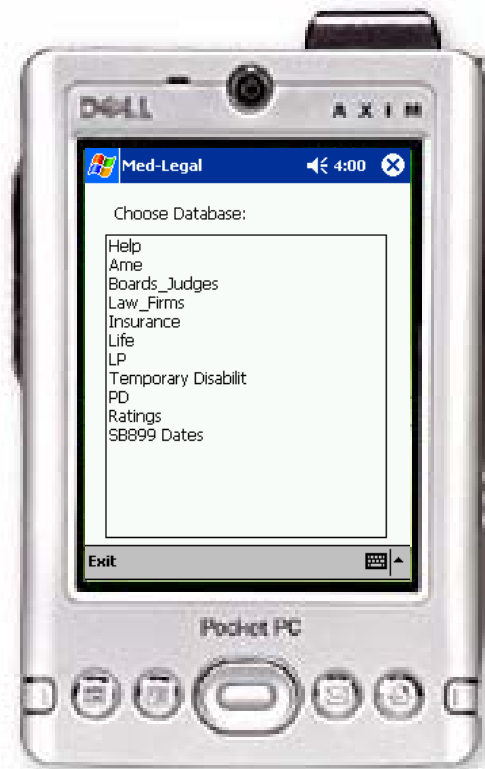 DELL
AXIM
Med-Legal 4:00
Choose Database:
Help
Ame
Boards_Judges
Law_Firms
Insurance
Life
LP
Temporary Disabilit
PD
Ratings
SB899 Dates
Exit
Pocket PC